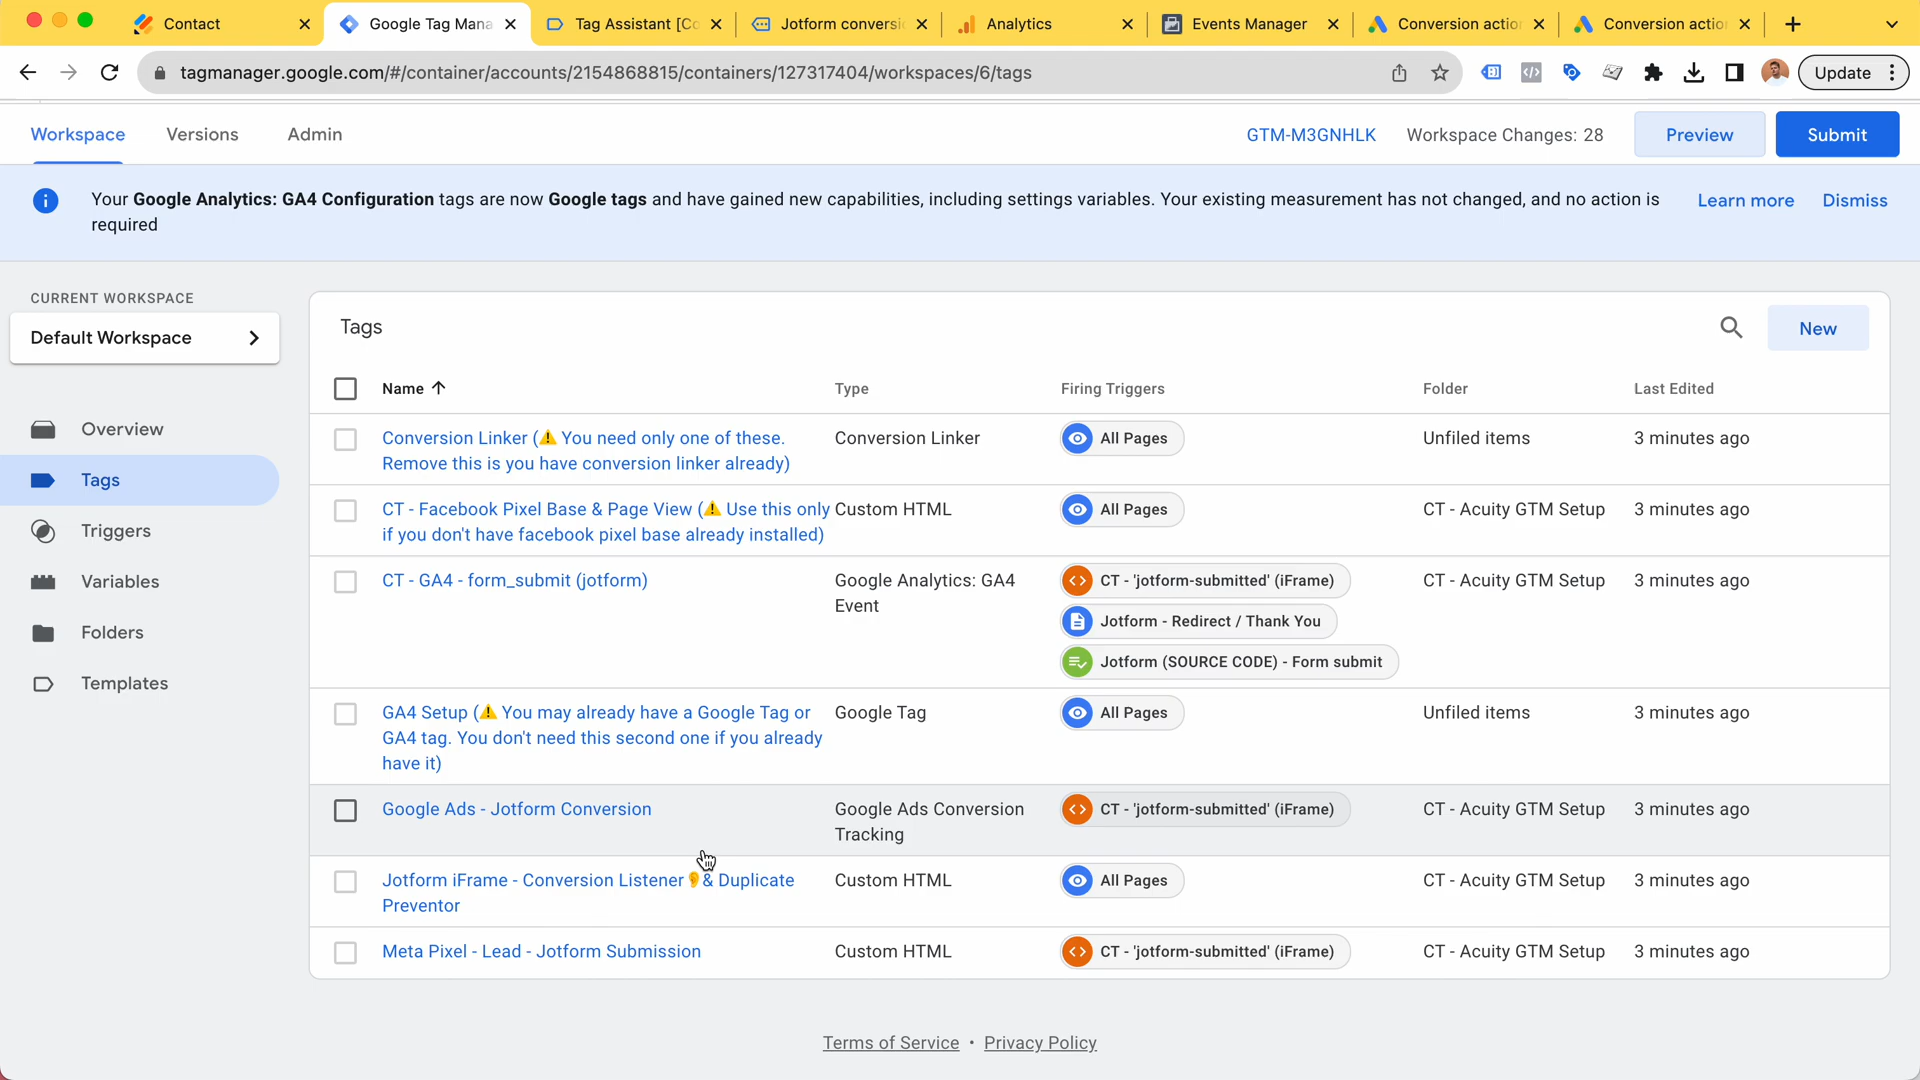 Contact
Google Tag Mana
Tag Assistant [Co
Jotform conversi
Analytics
Events Manager
Conversion action
Conversion action
tagmanager.google.com/#/container/accounts/2154868815/containers/127317404/workspaces/6/tags
Update
Workspace
Versions
Admin
GTM-M3GNHLK
Workspace Changes: 28
Preview
Submit
Your Google Analytics: GA4 Configuration tags are now Google tags and have gained new capabilities, including settings variables. Your existing measurement has not changed, and no action is
required
Learn more
Dismiss
CURRENT WORKSPACE
Default Workspace
Overview
Tags
Triggers
Variables
Folders
Templates
Tags
New
Name Type Firing Triggers Folder Last Edited
Conversion Linker (⚠️ You need only one of these. Conversion Linker All Pages Unfiled items 3 minutes ago
Remove this is you have conversion linker already)
CT - Facebook Pixel Base & Page View (⚠️ Use this only Custom HTML All Pages CT - Acuity GTM Setup 3 minutes ago
if you don't have facebook pixel base already installed)
CT - GA4 - form_submit (jotform) Google Analytics: GA4 CT - 'jotform-submitted' (iFrame) CT - Acuity GTM Setup 3 minutes ago
Event
Jotform - Redirect / Thank You
Jotform (SOURCE CODE) - Form submit
GA4 Setup (⚠️ You may already have a Google Tag or Google Tag All Pages Unfiled items 3 minutes ago
GA4 tag. You don't need this second one if you already
have it)
Google Ads - Jotform Conversion Google Ads Conversion CT - 'jotform-submitted' (iFrame) CT - Acuity GTM Setup 3 minutes ago
Tracking
Jotform iFrame - Conversion Listener👂& Duplicate Custom HTML All Pages CT - Acuity GTM Setup 3 minutes ago
Preventor
Meta Pixel - Lead - Jotform Submission Custom HTML CT - 'jotform-submitted' (iFrame) CT - Acuity GTM Setup 3 minutes ago
Terms of Service • Privacy Policy